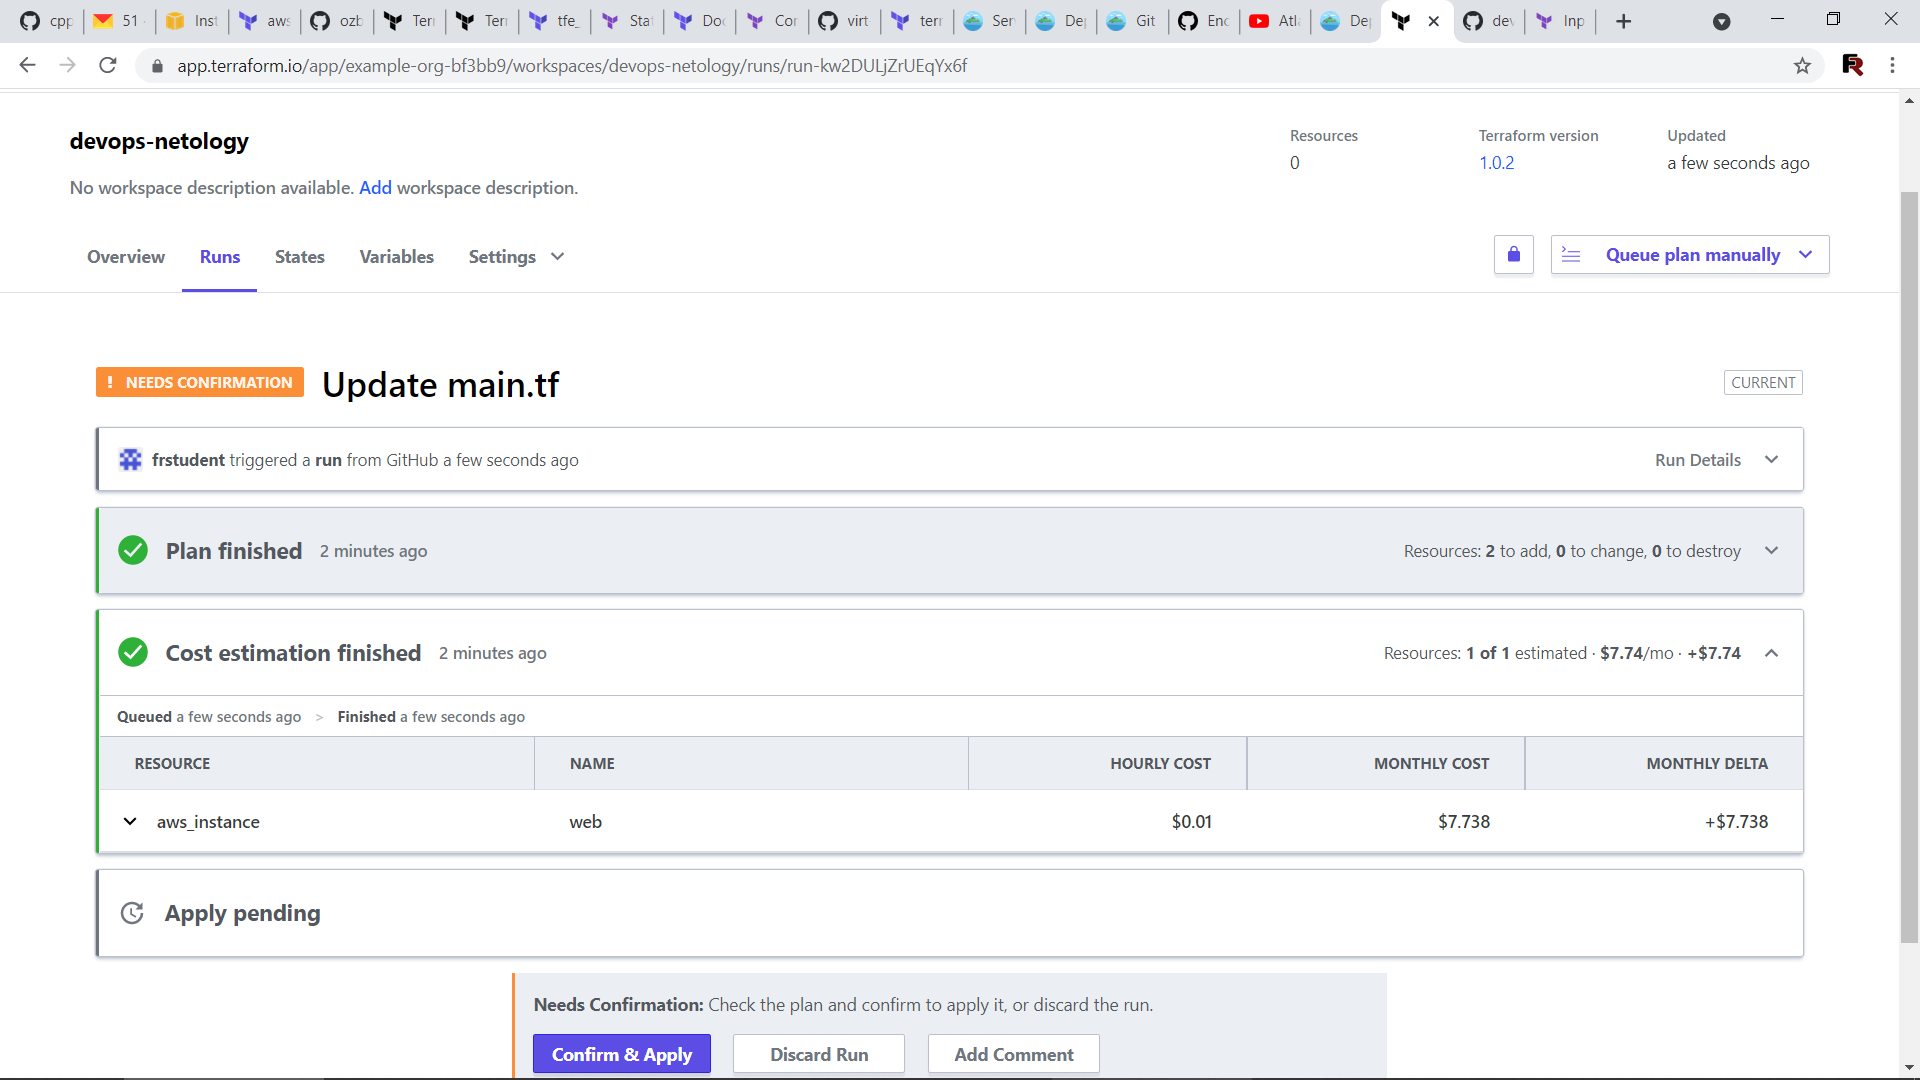 cpp
51
Inst
aws
ozb
Terr
Terr
tfe_
Stat
Doc
Cor
virt
terr
Ser
Dep
Git
Enc
Atla
Dep
dev
Inp
app.terraform.io/app/example-org-bf3bb9/workspaces/devops-netology/runs/run-kw2DULjZrUEqYx6f
devops-netology
No workspace description available. Add workspace description.
Resources
0
Terraform version
1.0.2
Updated
a few seconds ago
Overview
Runs
States
Variables
Settings
Queue plan manually
! NEEDS CONFIRMATION
Update main.tf
CURRENT
frstudent triggered a run from GitHub a few seconds ago
Run Details
Plan finished 2 minutes ago
Resources: 2 to add, 0 to change, 0 to destroy
Cost estimation finished 2 minutes ago
Resources: 1 of 1 estimated · $7.74/mo · +$7.74
Queued a few seconds ago > Finished a few seconds ago
RESOURCE NAME HOURLY COST MONTHLY COST MONTHLY DELTA
aws_instance web $0.01 $7.738 +$7.738
Apply pending
Needs Confirmation: Check the plan and confirm to apply it, or discard the run.
Confirm & Apply
Discard Run
Add Comment